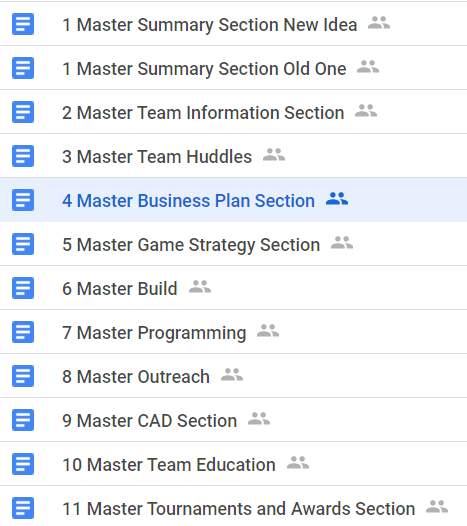 1 Master Summary Section New Idea
1 Master Summary Section Old One
2 Master Team Information Section
3 Master Team Huddles
4 Master Business Plan Section
5 Master Game Strategy Section
6 Master Build
7 Master Programming
8 Master Outreach
9 Master CAD Section
10 Master Team Education
11 Master Tournaments and Awards Section